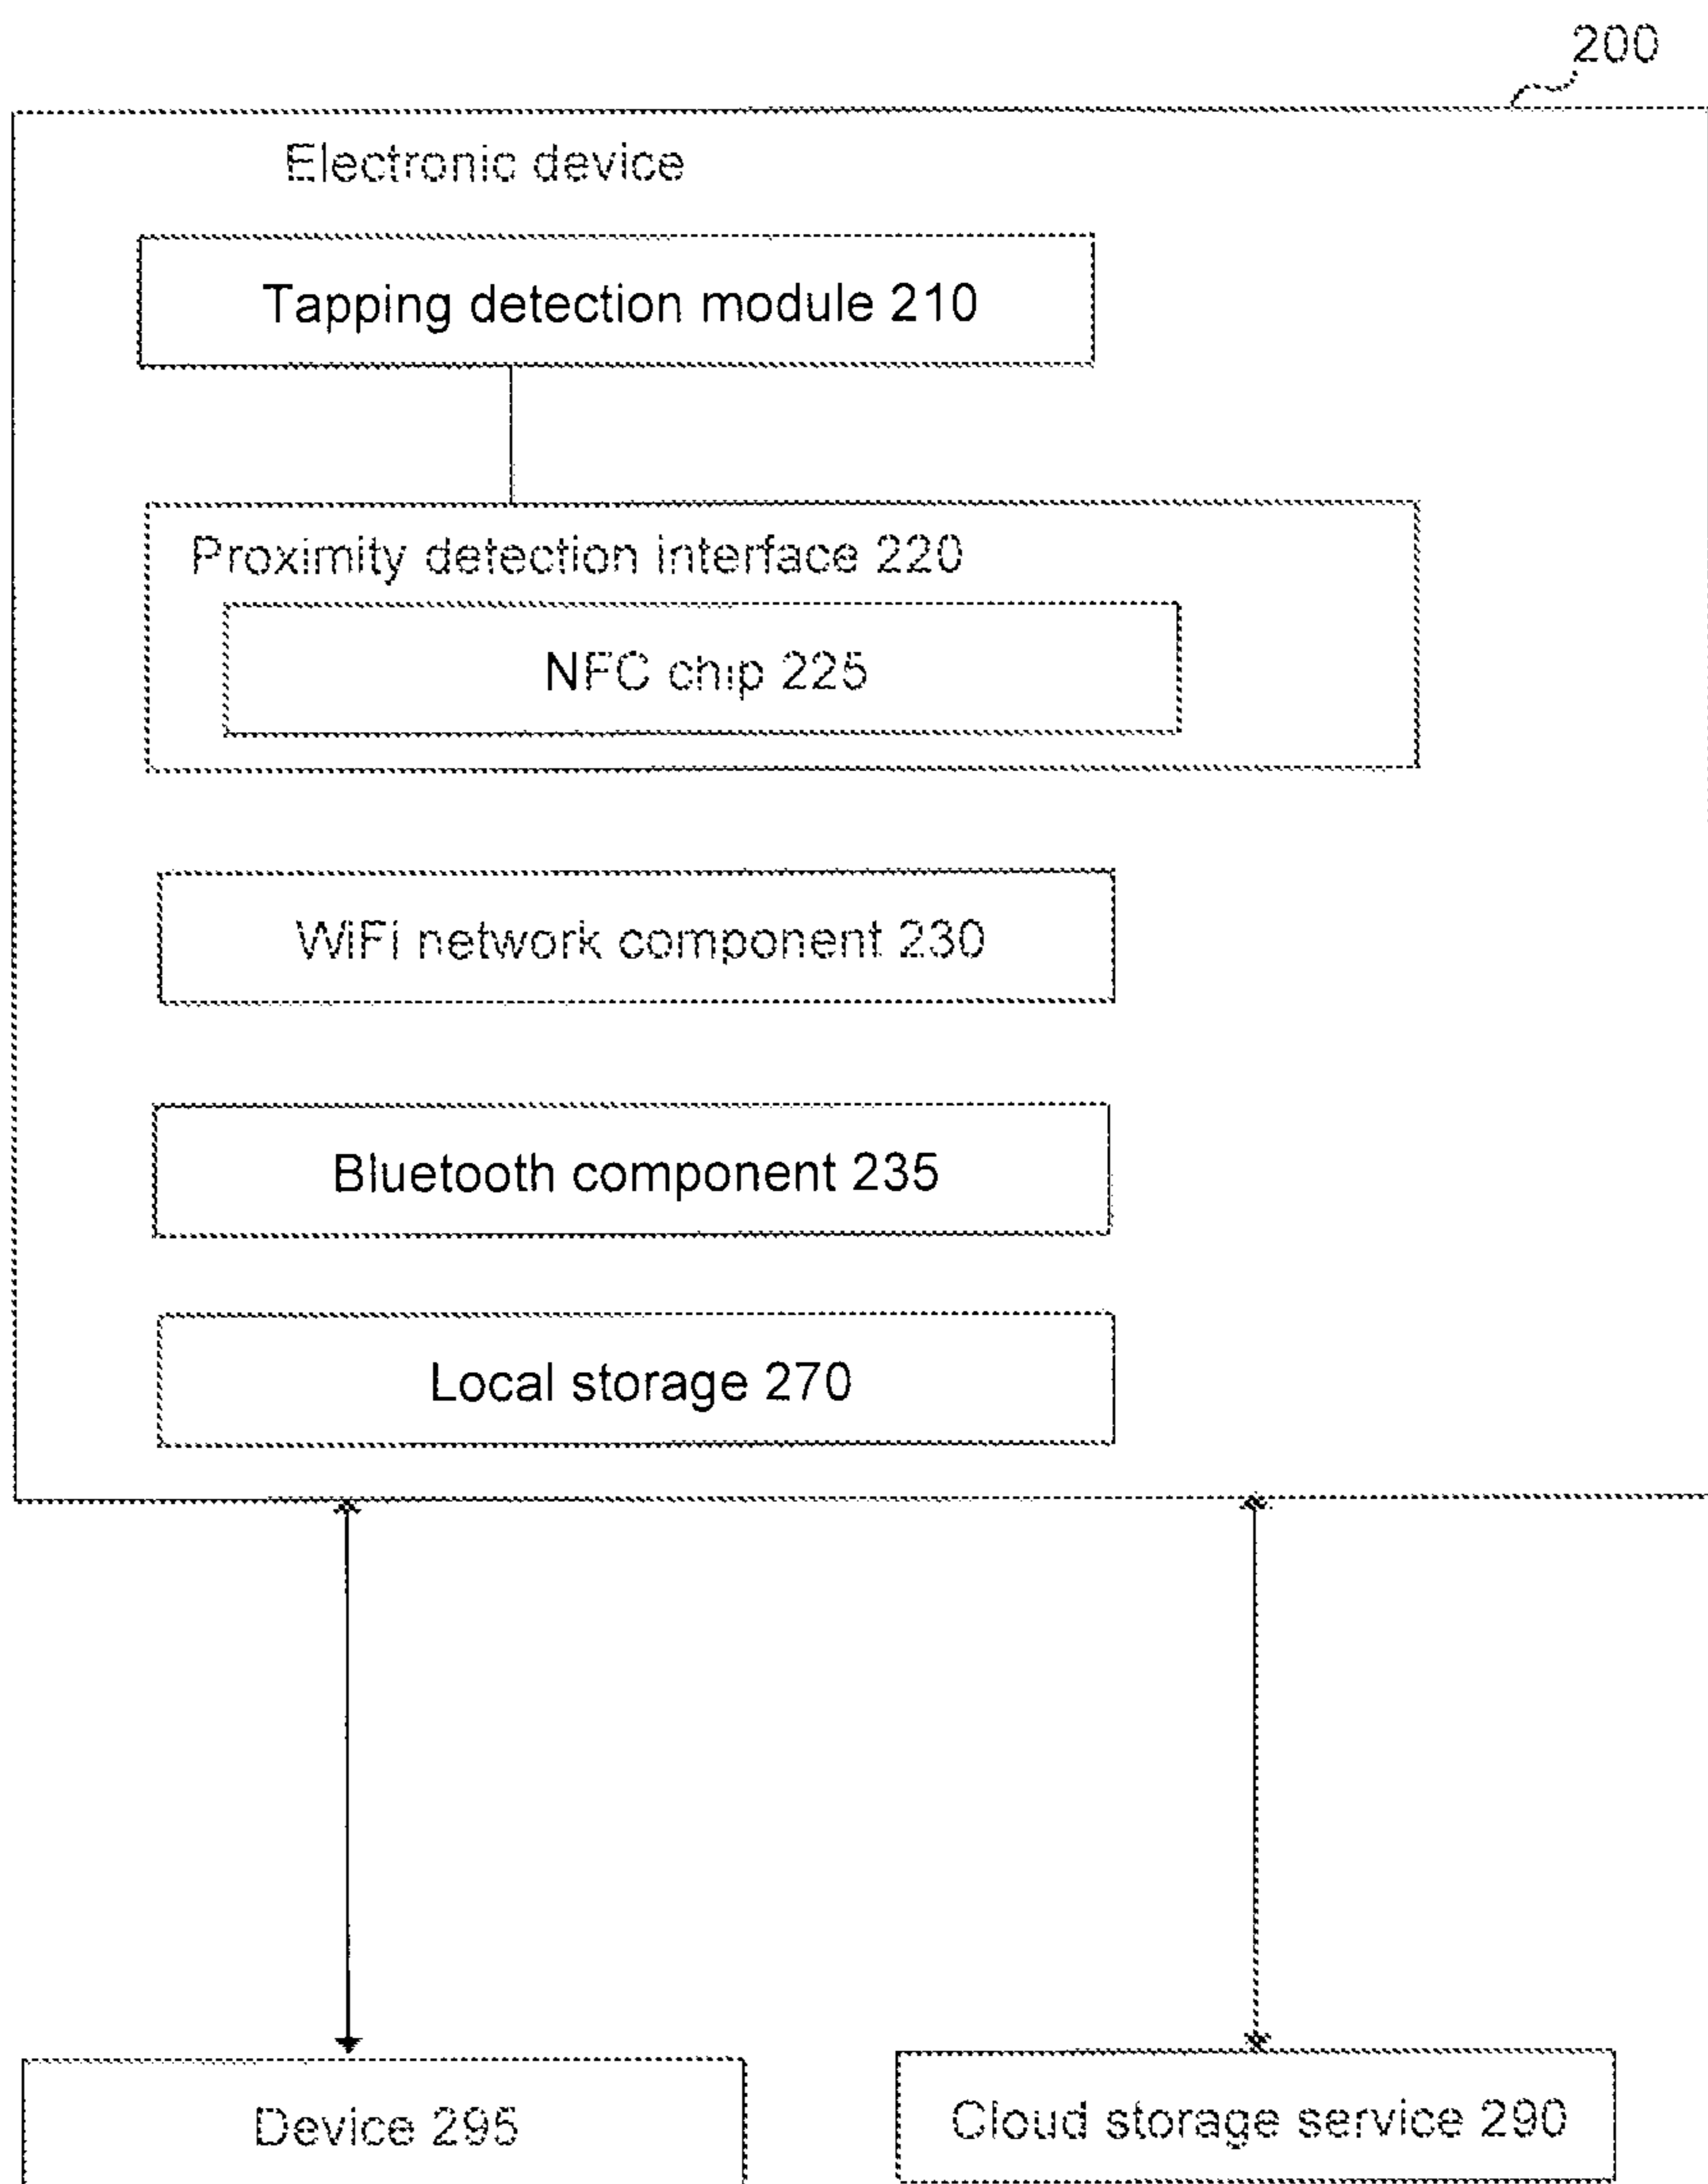 200
Electronic device
Tapping detection module 210
Proximity detection interface 220
NFC chip 225
WiFi network component 230
Bluetooth component 235
Local storage 270
Device 295
Cloud storage service 290